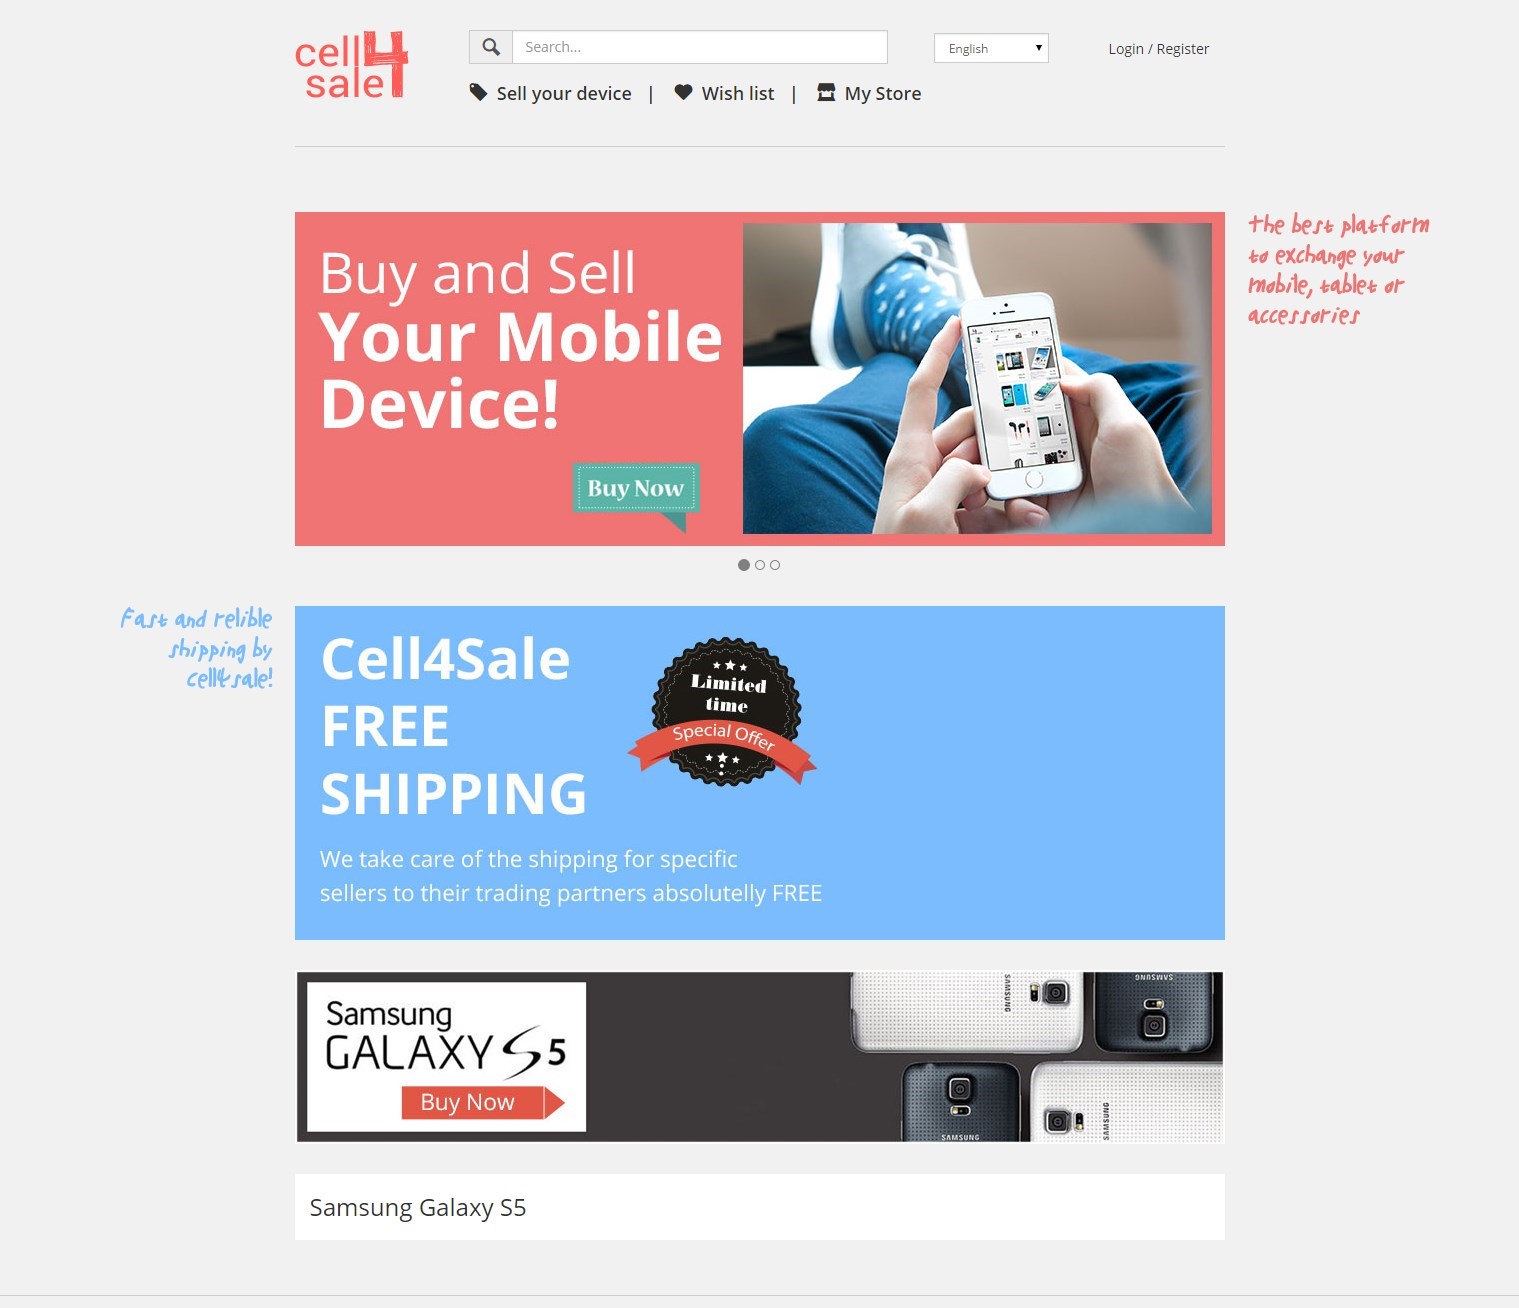 cell4
sale
Search...
English
Login / Register
Sell your device | Wish list | My Store
Buy and Sell
Your Mobile
Device!
Buy Now
The best platform
to exchange your
mobile, tablet or
accessories
Fast and relible
shipping by
cell4sale!
Cell4Sale
FREE
SHIPPING
Limited
time
Special Offer
We take care of the shipping for specific
sellers to their trading partners absolutelly FREE
Samsung
GALAXY S5
Buy Now
SAMSUNG
SAMSUNG
SAMSUNG
SAMSUNG
Samsung Galaxy S5